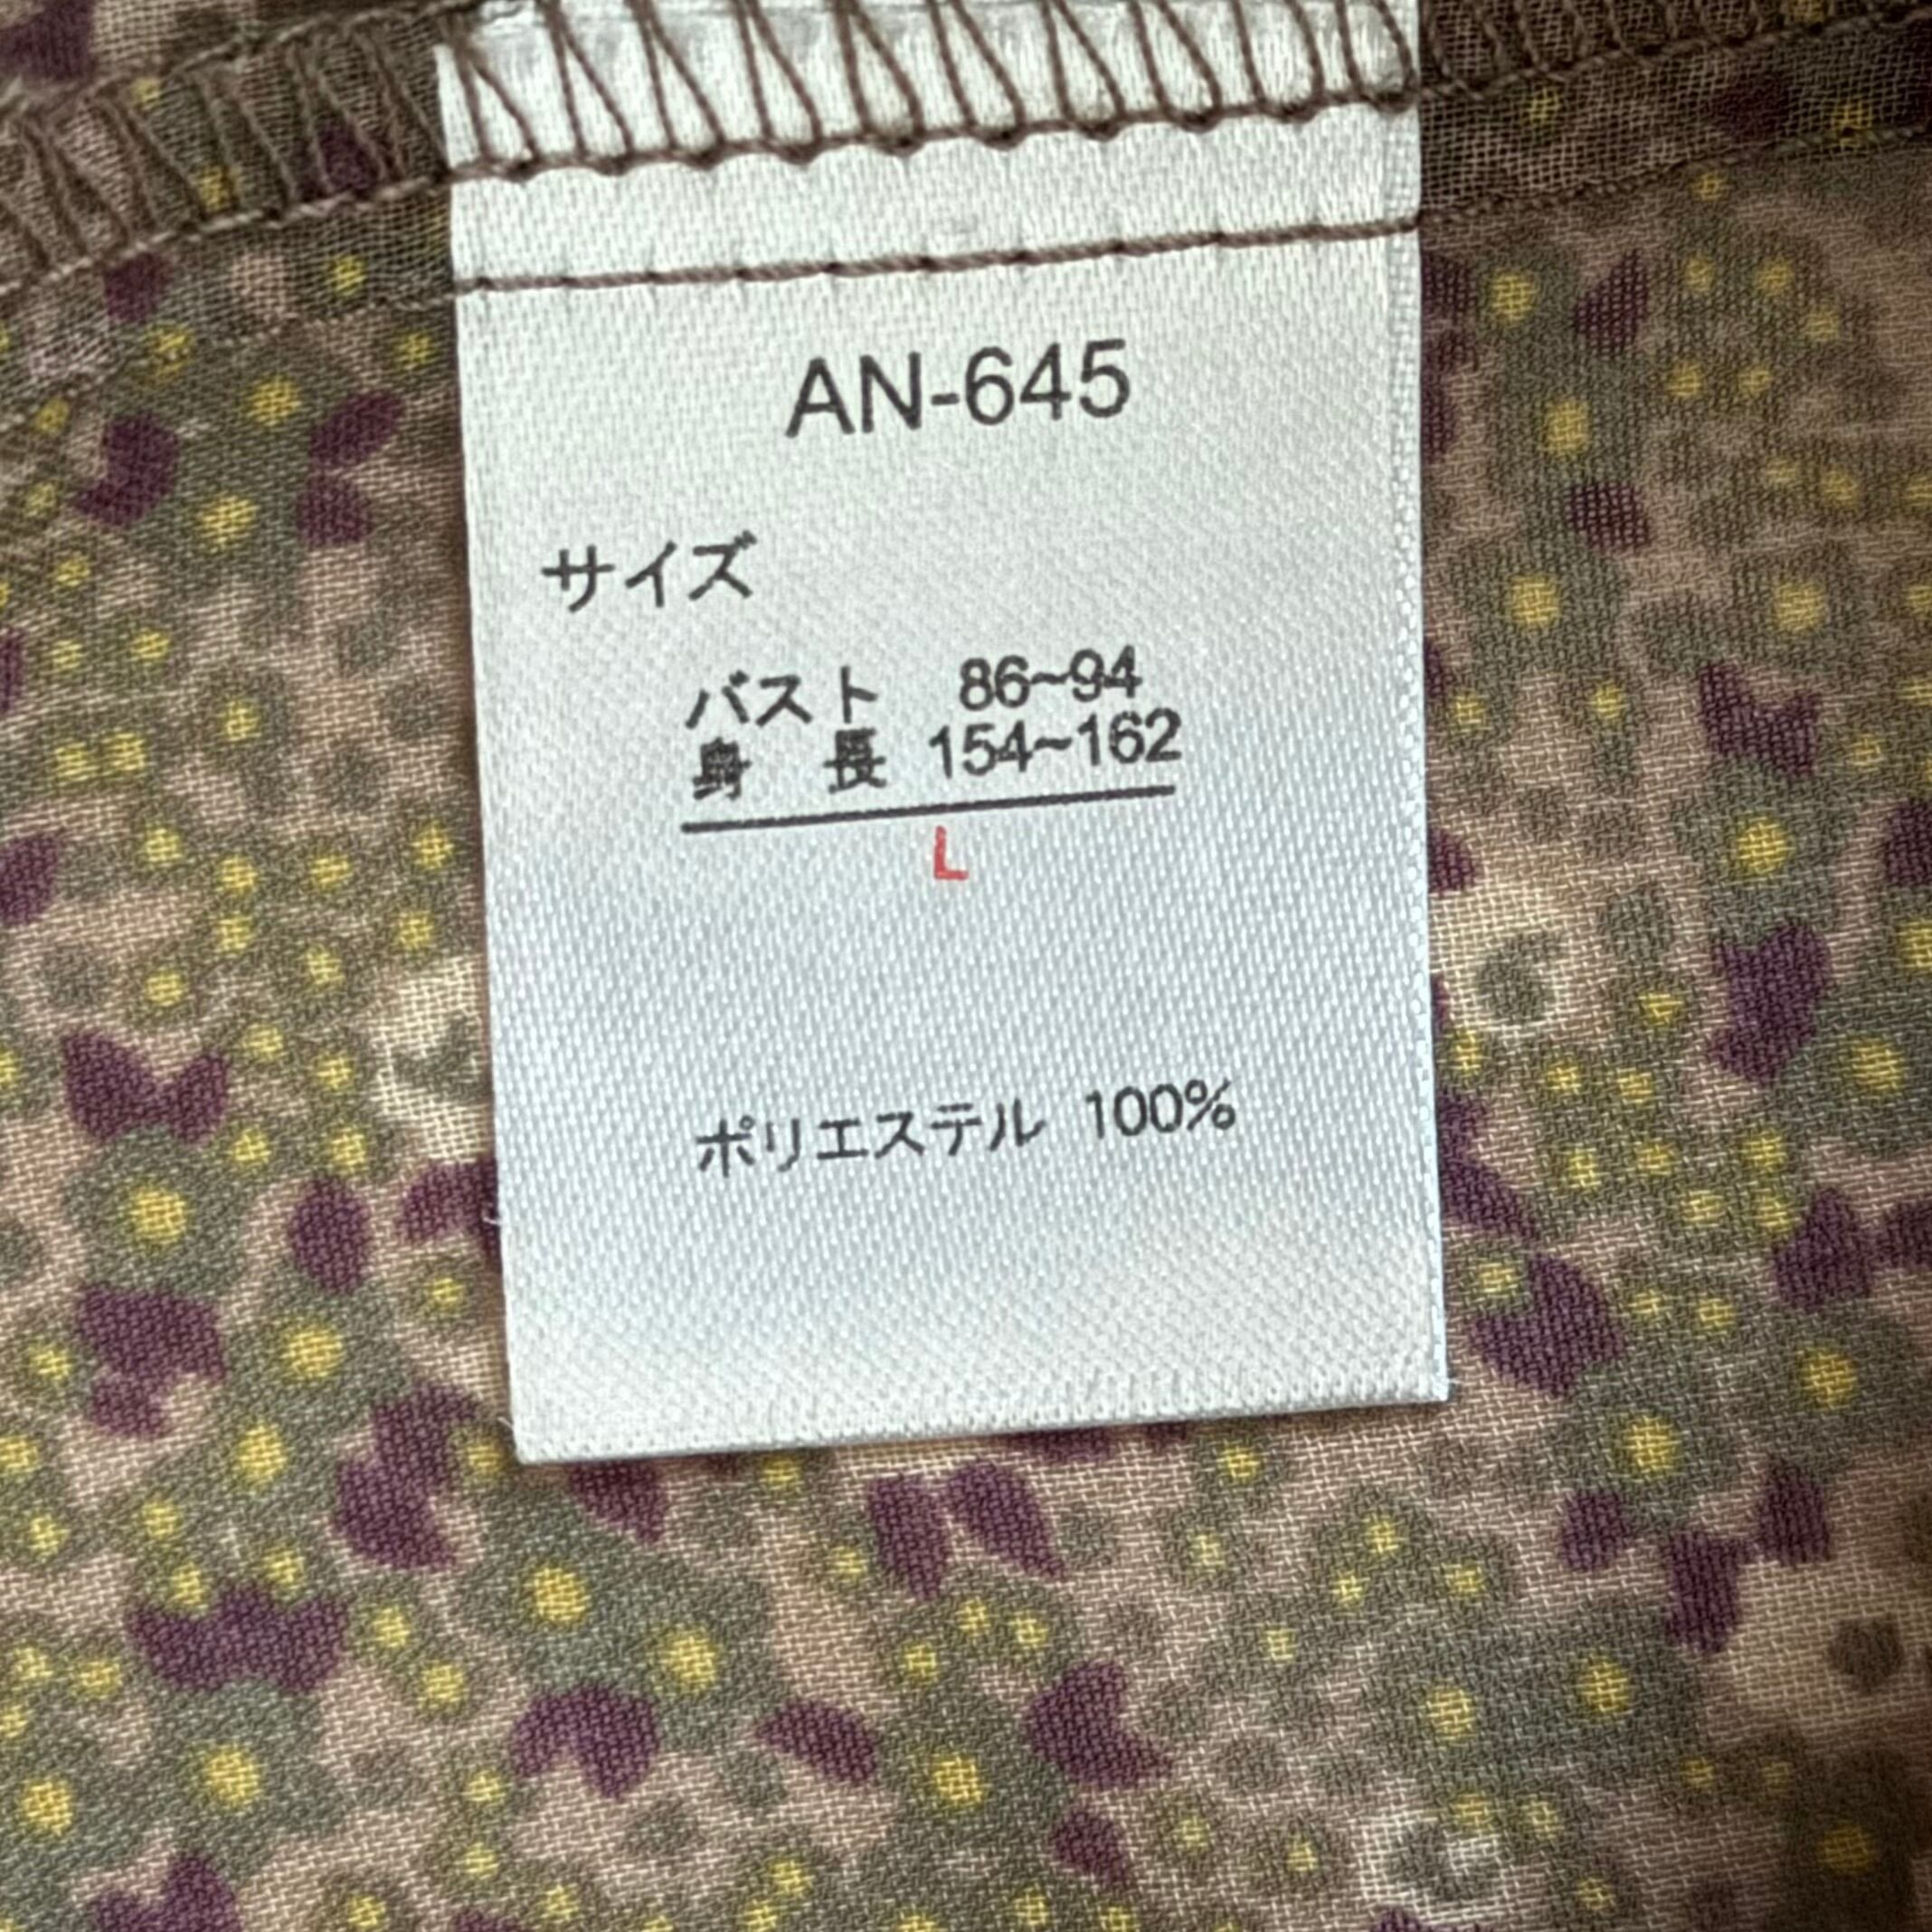 AN-645
サイズ
バスト 86~94
身 長 154~162
L
ポリエステル 100%